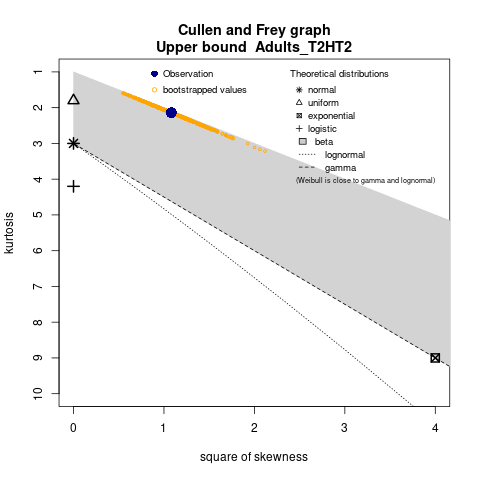 Cullen and Frey graph
Upper bound  Adults_T2HT2
Observation
bootstrapped values
Theoretical distributions
normal
uniform
exponential
logistic
beta
lognormal
gamma
(Weibull is close to gamma and lognormal)
kurtosis
1
2
3
4
5
6
7
8
9
10
0 1 2 3 4
square of skewness